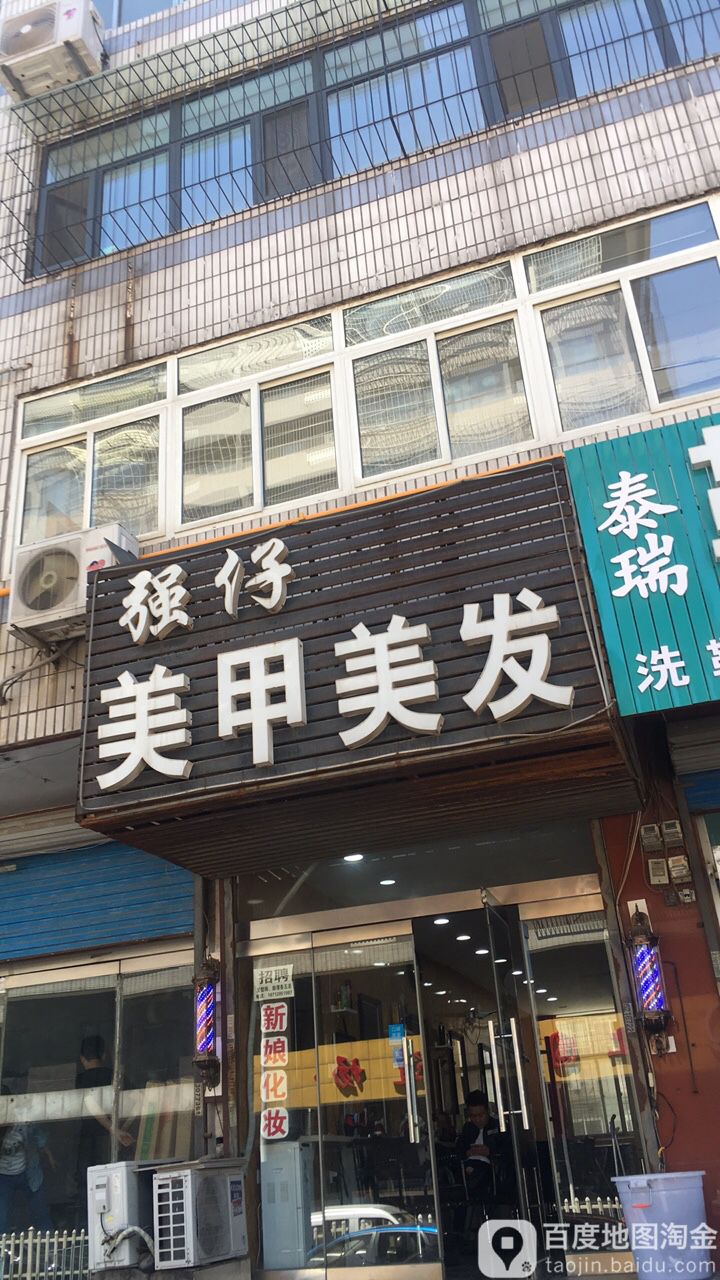 强仔
美甲美发
泰瑞
洗
招聘
新娘化妆
百度地图淘金
taojin.baidu.com